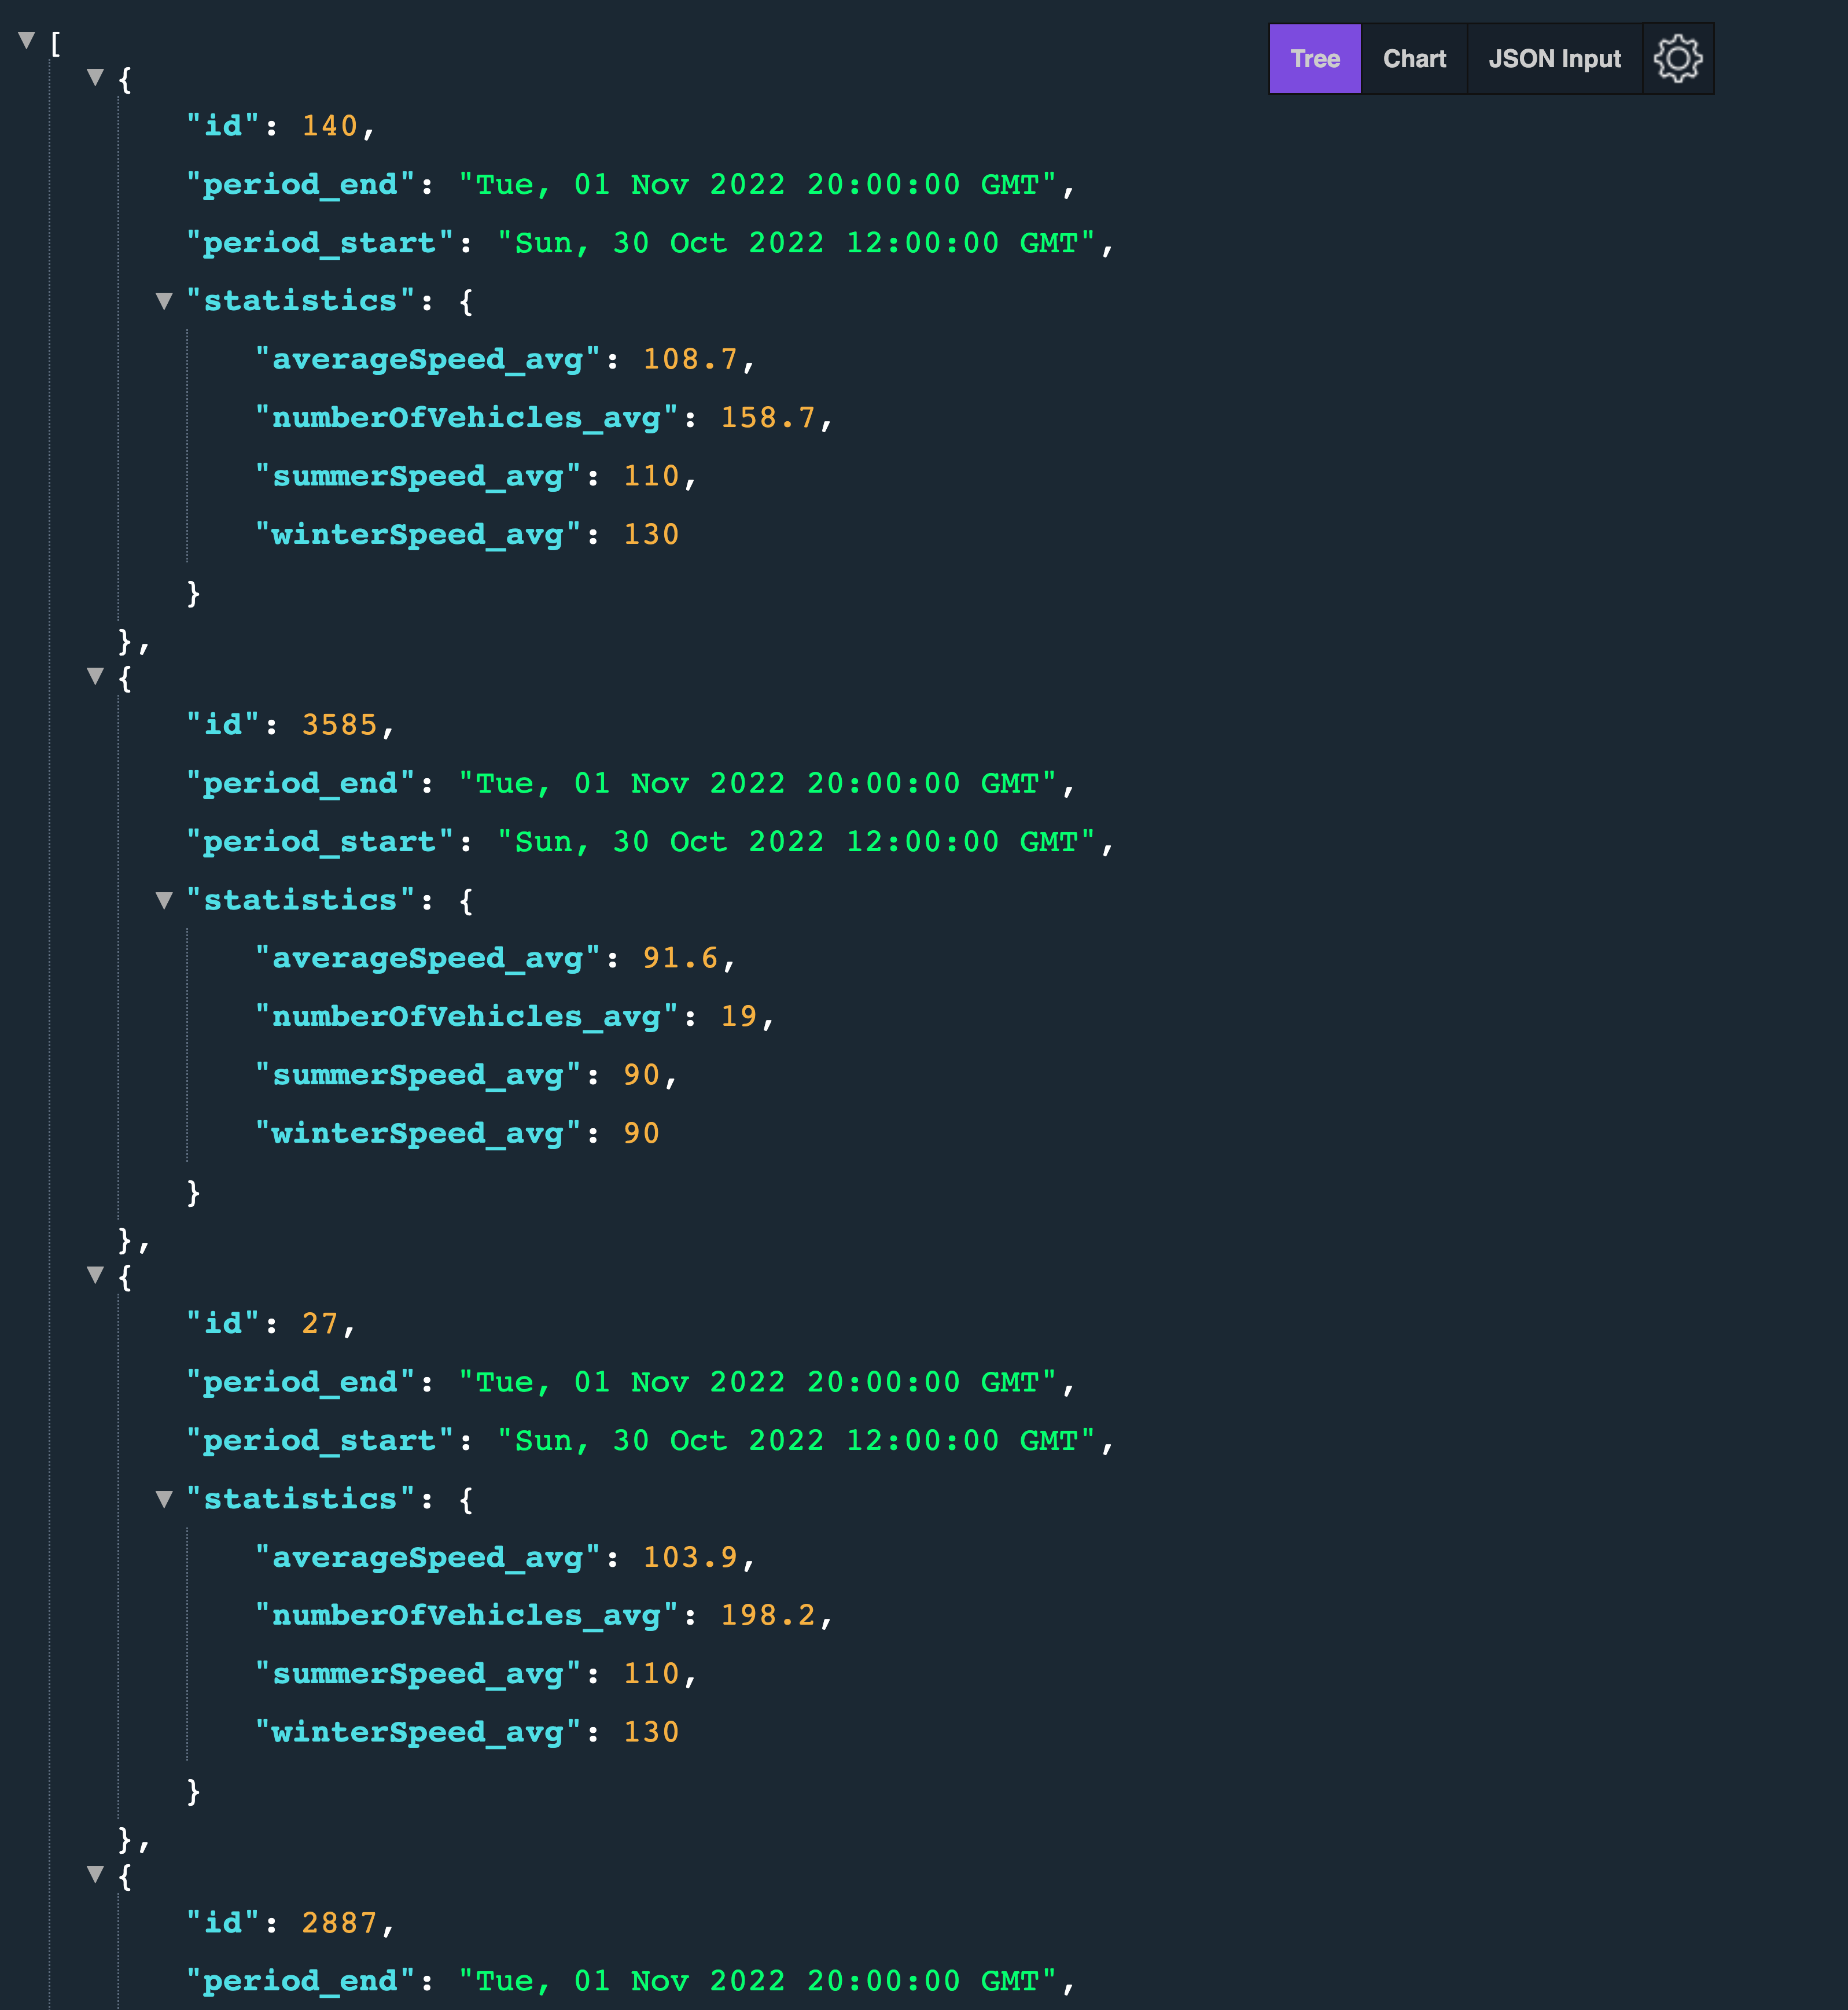 [
Tree Chart JSON Input
{
"id": 140,
"period_end": "Tue, 01 Nov 2022 20:00:00 GMT",
"period_start": "Sun, 30 Oct 2022 12:00:00 GMT",
"statistics": {
"averageSpeed_avg": 108.7,
"numberOfVehicles_avg": 158.7,
"summerSpeed_avg": 110,
"winterSpeed_avg": 130
}
},
{
"id": 3585,
"period_end": "Tue, 01 Nov 2022 20:00:00 GMT",
"period_start": "Sun, 30 Oct 2022 12:00:00 GMT",
"statistics": {
"averageSpeed_avg": 91.6,
"numberOfVehicles_avg": 19,
"summerSpeed_avg": 90,
"winterSpeed_avg": 90
}
},
{
"id": 27,
"period_end": "Tue, 01 Nov 2022 20:00:00 GMT",
"period_start": "Sun, 30 Oct 2022 12:00:00 GMT",
"statistics": {
"averageSpeed_avg": 103.9,
"numberOfVehicles_avg": 198.2,
"summerSpeed_avg": 110,
"winterSpeed_avg": 130
}
},
{
"id": 2887,
"period_end": "Tue, 01 Nov 2022 20:00:00 GMT",